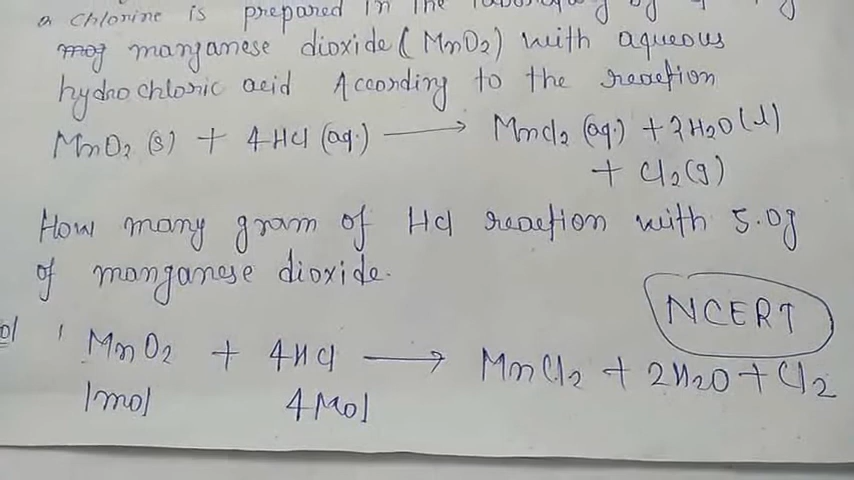 a chlorine is prepared in the laboratory by
manganese dioxide (MnO2) with aqueous
hydrochloric acid According to the reaction
MnO2 (s) + 4HCl (aq.) ⟶ MnCl2 (aq.) + 2H2O (l)
+ Cl2 (g)
How many gram of HCl reaction with 5.0g
of manganese dioxide.
NCERT
MnO2 + 4HCl ⟶ MnCl2 + 2H2O + Cl2
1mol 4Mol